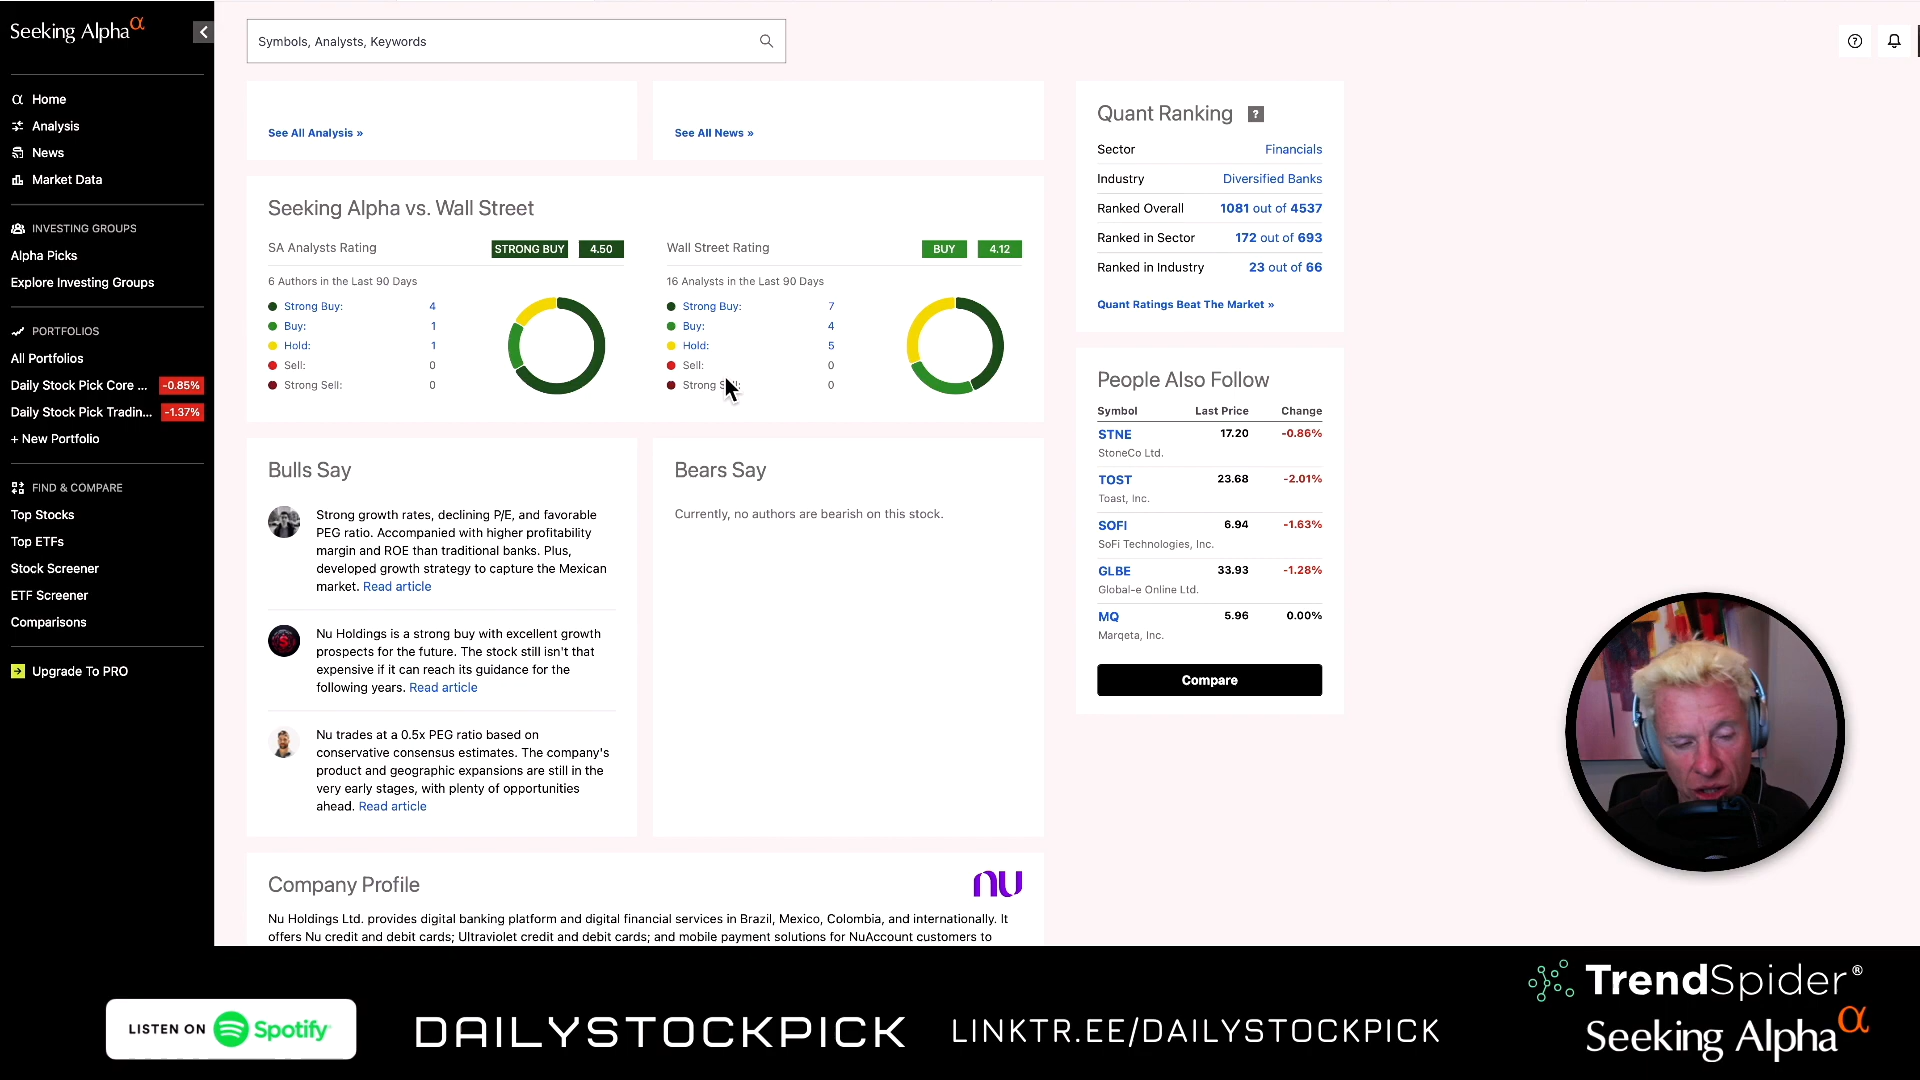 Seeking Alphaα
Home
Analysis
News
Market Data
INVESTING GROUPS
Alpha Picks
Explore Investing Groups
PORTFOLIOS
All Portfolios
Daily Stock Pick Core ... -0.85%
Daily Stock Pick Tradin... -1.37%
+ New Portfolio
FIND & COMPARE
Top Stocks
Top ETFs
Stock Screener
ETF Screener
Comparisons
Upgrade To PRO
Symbols, Analysts, Keywords
See All Analysis »
See All News »
Seeking Alpha vs. Wall Street
SA Analysts Rating STRONG BUY 4.50
6 Authors in the Last 90 Days
Strong Buy: 4
Buy: 1
Hold: 1
Sell: 0
Strong Sell: 0
Wall Street Rating BUY 4.12
16 Analysts in the Last 90 Days
Strong Buy: 7
Buy: 4
Hold: 5
Sell: 0
Strong 0
Bulls Say
Strong growth rates, declining P/E, and favorable
PEG ratio. Accompanied with higher profitability
margin and ROE than traditional banks. Plus,
developed growth strategy to capture the Mexican
market. Read article
Nu Holdings is a strong buy with excellent growth
prospects for the future. The stock still isn't that
expensive if it can reach its guidance for the
following years. Read article
Nu trades at a 0.5x PEG ratio based on
conservative consensus estimates. The company's
product and geographic expansions are still in the
very early stages, with plenty of opportunities
ahead. Read article
Bears Say
Currently, no authors are bearish on this stock.
Company Profile
nu
Nu Holdings Ltd. provides digital banking platform and digital financial services in Brazil, Mexico, Colombia, and internationally. It
offers Nu credit and debit cards; Ultraviolet credit and debit cards; and mobile payment solutions for NuAccount customers to
Quant Ranking ?
Sector Financials
Industry Diversified Banks
Ranked Overall 1081 out of 4537
Ranked in Sector 172 out of 693
Ranked in Industry 23 out of 66
Quant Ratings Beat The Market »
People Also Follow
Symbol Last Price Change
STNE 17.20 -0.86%
StoneCo Ltd.
TOST 23.68 -2.01%
Toast, Inc.
SOFI 6.94 -1.63%
SoFi Technologies, Inc.
GLBE 33.93 -1.28%
Global-e Online Ltd.
MQ 5.96 0.00%
Marqeta, Inc.
Compare
LISTEN ON Spotify
DAILYSTOCKPICK
LINKTR.EE/DAILYSTOCKPICK
TrendSpider®
Seeking Alphaα